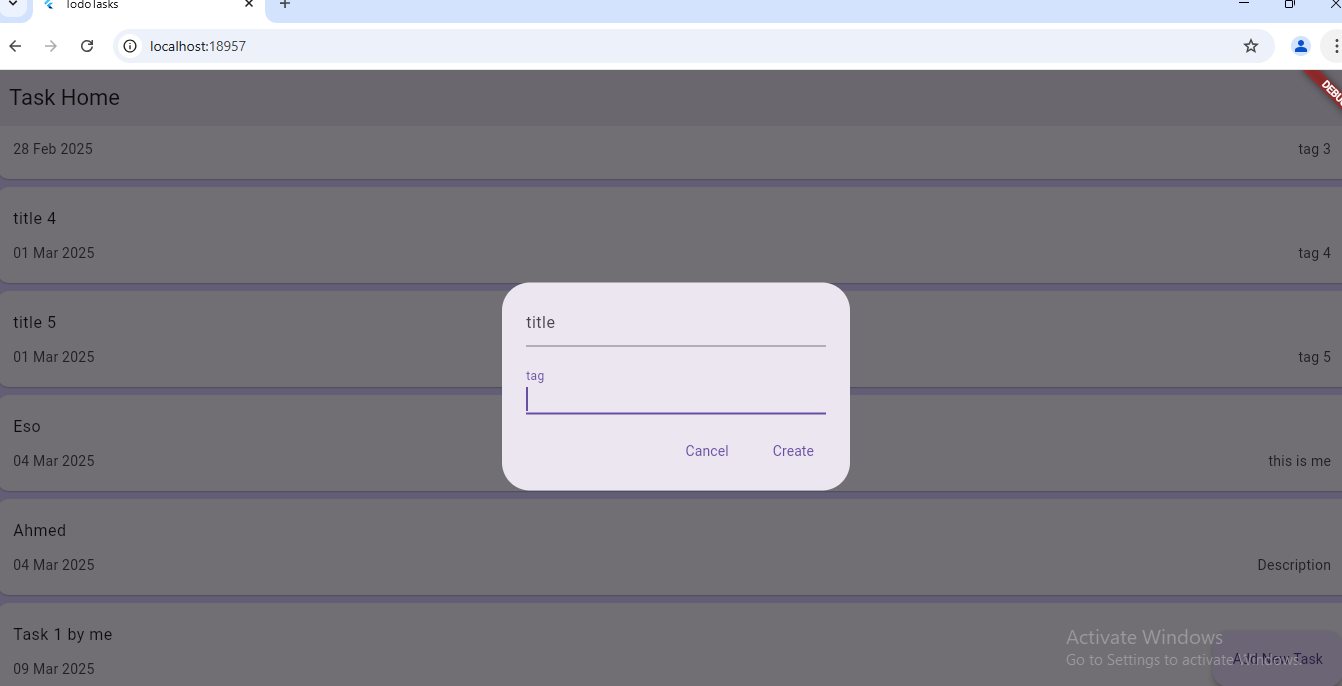 TodoTasks
localhost:18957
Task Home
28 Feb 2025 tag 3
title 4
01 Mar 2025 tag 4
title 5
01 Mar 2025 tag 5
Eso
04 Mar 2025 this is me
Ahmed
04 Mar 2025 Description
Task 1 by me
09 Mar 2025
title
tag
Cancel Create
Add New Task
Activate Windows
Go to Settings to activate Windows.